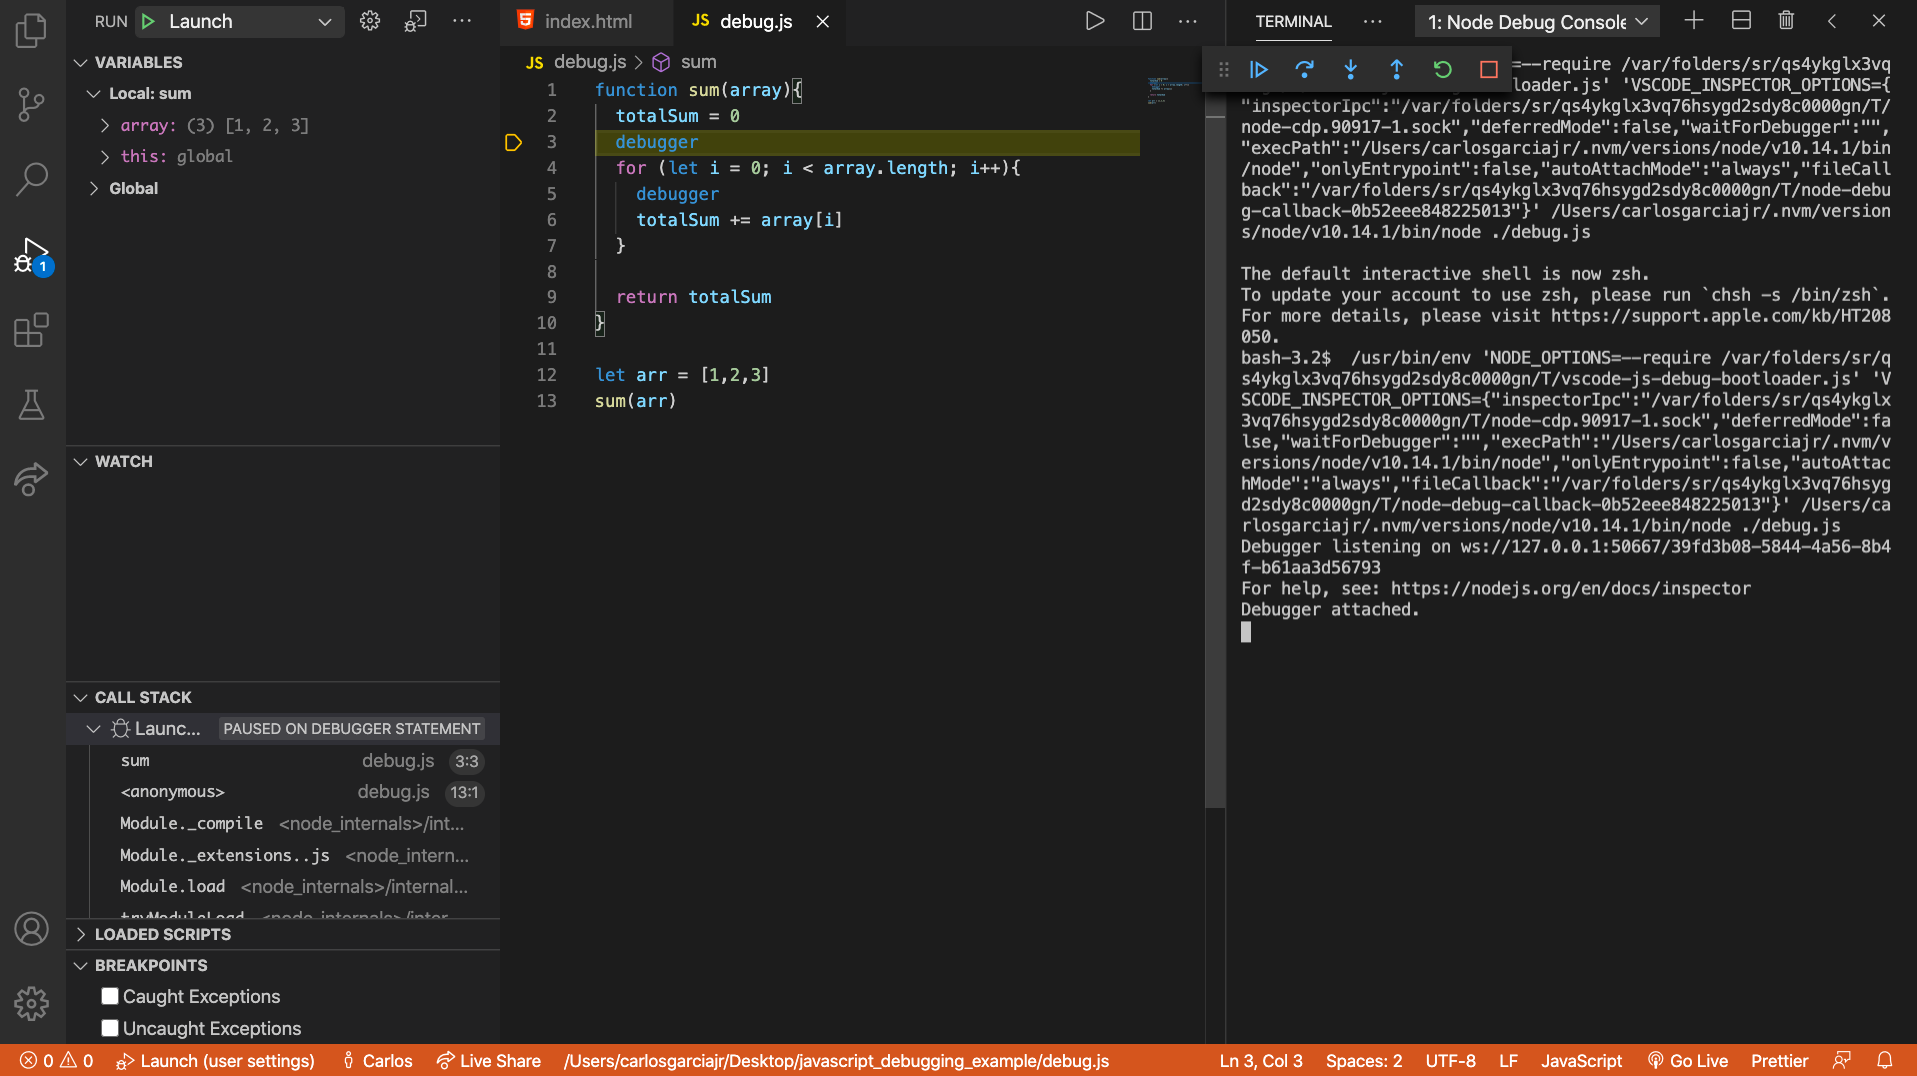 RUN Launch
VARIABLES
Local: sum
array: (3) [1, 2, 3]
this: global
Global
WATCH
CALL STACK
Launc... PAUSED ON DEBUGGER STATEMENT
sum debug.js 3:3
<anonymous> debug.js 13:1
Module._compile <node_internals>/int...
Module._extensions..js <node_intern...
Module.load <node_internals>/internal...
tryModuleLoad <node_internals>/inter...
LOADED SCRIPTS
BREAKPOINTS
Caught Exceptions
Uncaught Exceptions
1
index.html
JS debug.js
JS debug.js > sum
1 function sum(array){
2 totalSum = 0
3 debugger
4 for (let i = 0; i < array.length; i++){
5 debugger
6 totalSum += array[i]
7 }
8
9 return totalSum
10 }
11
12 let arr = [1,2,3]
13 sum(arr)
TERMINAL 1: Node Debug Console
=--require /var/folders/sr/qs4ykglx3vq
loader.js' 'VSCODE_INSPECTOR_OPTIONS={
"inspectorIpc":"/var/folders/sr/qs4ykglx3vq76hsygd2sdy8c0000gn/T/
node-cdp.90917-1.sock","deferredMode":false,"waitForDebugger":"",
"execPath":"/Users/carlosgarciajr/.nvm/versions/node/v10.14.1/bin
/node","onlyEntrypoint":false,"autoAttachMode":"always","fileCall
back":"/var/folders/sr/qs4ykglx3vq76hsygd2sdy8c0000gn/T/node-debu
g-callback-0b52eee848225013"}' /Users/carlosgarciajr/.nvm/version
s/node/v10.14.1/bin/node ./debug.js
The default interactive shell is now zsh.
To update your account to use zsh, please run `chsh -s /bin/zsh`.
For more details, please visit https://support.apple.com/kb/HT208
050.
bash-3.2$  /usr/bin/env 'NODE_OPTIONS=--require /var/folders/sr/q
s4ykglx3vq76hsygd2sdy8c0000gn/T/vscode-js-debug-bootloader.js' 'V
SCODE_INSPECTOR_OPTIONS={"inspectorIpc":"/var/folders/sr/qs4ykglx
3vq76hsygd2sdy8c0000gn/T/node-cdp.90917-1.sock","deferredMode":fa
lse,"waitForDebugger":"","execPath":"/Users/carlosgarciajr/.nvm/v
ersions/node/v10.14.1/bin/node","onlyEntrypoint":false,"autoAttac
hMode":"always","fileCallback":"/var/folders/sr/qs4ykglx3vq76hsyg
d2sdy8c0000gn/T/node-debug-callback-0b52eee848225013"}' /Users/ca
rlosgarciajr/.nvm/versions/node/v10.14.1/bin/node ./debug.js
Debugger listening on ws://127.0.0.1:50667/39fd3b08-5844-4a56-8b4
f-b61aa3d56793
For help, see: https://nodejs.org/en/docs/inspector
Debugger attached.
0 0 Launch (user settings) Carlos Live Share /Users/carlosgarciajr/Desktop/javascript_debugging_example/debug.js Ln 3, Col 3 Spaces: 2 UTF-8 LF JavaScript Go Live Prettier